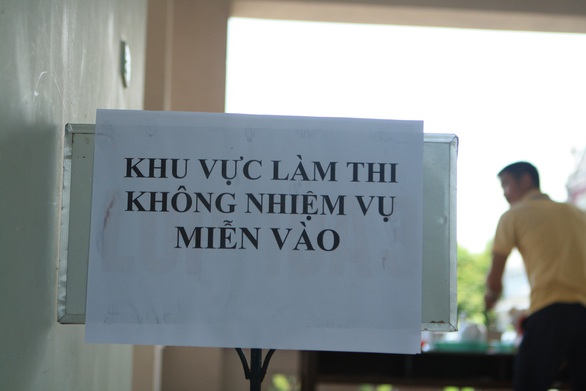 KHU VỰC LÀM THI
KHÔNG NHIỆM VỤ
MIỄN VÀO